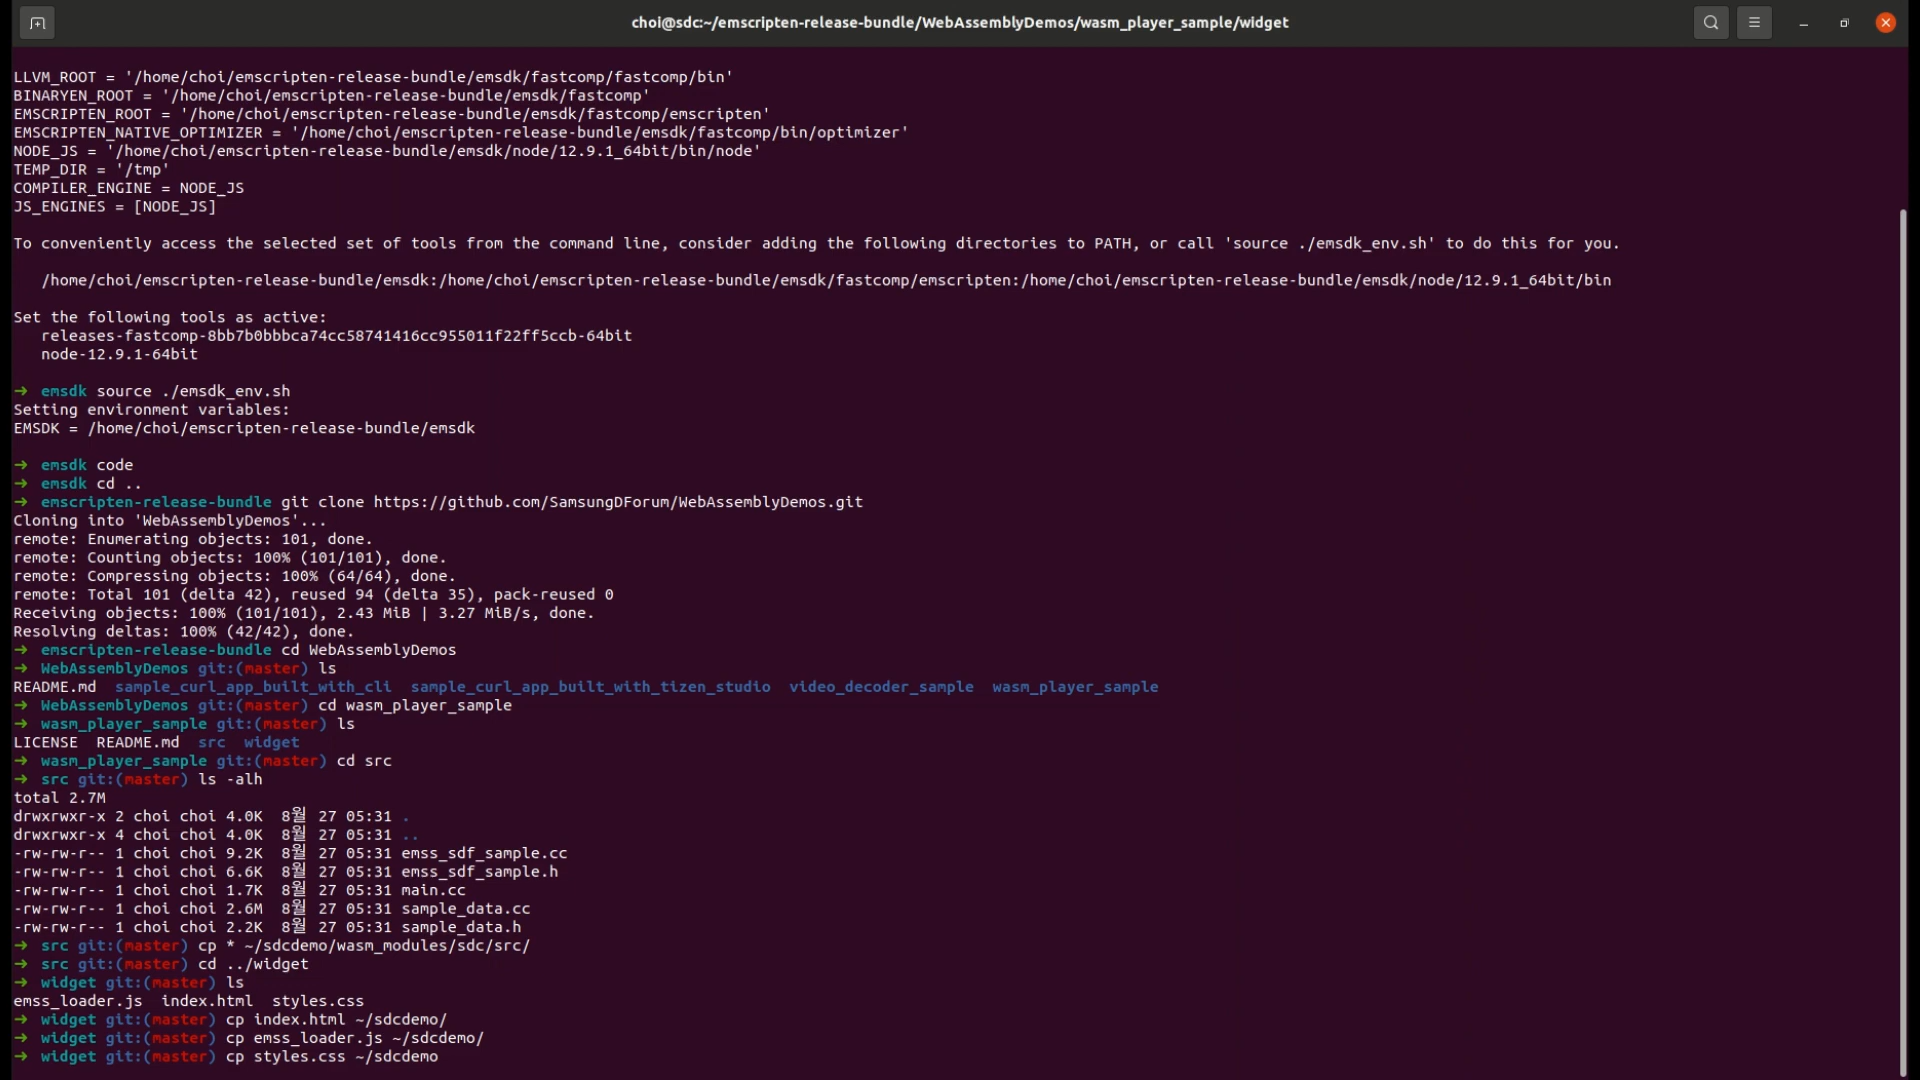 choi@sdc:~/emscripten-release-bundle/WebAssemblyDemos/wasm_player_sample/widget
LLVM_ROOT = '/home/choi/emscripten-release-bundle/emsdk/fastcomp/fastcomp/bin'
BINARYEN_ROOT = '/home/choi/emscripten-release-bundle/emsdk/fastcomp'
EMSCRIPTEN_ROOT = '/home/choi/emscripten-release-bundle/emsdk/fastcomp/emscripten'
EMSCRIPTEN_NATIVE_OPTIMIZER = '/home/choi/emscripten-release-bundle/emsdk/fastcomp/bin/optimizer'
NODE_JS = '/home/choi/emscripten-release-bundle/emsdk/node/12.9.1_64bit/bin/node'
TEMP_DIR = '/tmp'
COMPILER_ENGINE = NODE_JS
JS_ENGINES = [NODE_JS]
To conveniently access the selected set of tools from the command line, consider adding the following directories to PATH, or call 'source ./emsdk_env.sh' to do this for you.
/home/choi/emscripten-release-bundle/emsdk:/home/choi/emscripten-release-bundle/emsdk/fastcomp/emscripten:/home/choi/emscripten-release-bundle/emsdk/node/12.9.1_64bit/bin
Set the following tools as active:
releases-fastcomp-8bb7b0bbbca74cc58741416cc955011f22ff5ccb-64bit
node-12.9.1-64bit
➜ emsdk source ./emsdk_env.sh
Setting environment variables:
EMSDK = /home/choi/emscripten-release-bundle/emsdk
➜ emsdk code
➜ emsdk cd ..
➜ emscripten-release-bundle git clone https://github.com/SamsungDForum/WebAssemblyDemos.git
Cloning into 'WebAssemblyDemos'...
remote: Enumerating objects: 101, done.
remote: Counting objects: 100% (101/101), done.
remote: Compressing objects: 100% (64/64), done.
remote: Total 101 (delta 42), reused 94 (delta 35), pack-reused 0
Receiving objects: 100% (101/101), 2.43 MiB | 3.27 MiB/s, done.
Resolving deltas: 100% (42/42), done.
➜ emscripten-release-bundle cd WebAssemblyDemos
➜ WebAssemblyDemos git:(master) ls
README.md sample_curl_app_built_with_cli sample_curl_app_built_with_tizen_studio video_decoder_sample wasm_player_sample
➜ WebAssemblyDemos git:(master) cd wasm_player_sample
➜ wasm_player_sample git:(master) ls
LICENSE README.md src widget
➜ wasm_player_sample git:(master) cd src
➜ src git:(master) ls -alh
total 2.7M
drwxrwxr-x 2 choi choi 4.0K 8월 27 05:31 .
drwxrwxr-x 4 choi choi 4.0K 8월 27 05:31 ..
-rw-rw-r-- 1 choi choi 9.2K 8월 27 05:31 emss_sdf_sample.cc
-rw-rw-r-- 1 choi choi 6.6K 8월 27 05:31 emss_sdf_sample.h
-rw-rw-r-- 1 choi choi 1.7K 8월 27 05:31 main.cc
-rw-rw-r-- 1 choi choi 2.6M 8월 27 05:31 sample_data.cc
-rw-rw-r-- 1 choi choi 2.2K 8월 27 05:31 sample_data.h
➜ src git:(master) cp * ~/sdcdemo/wasm_modules/sdc/src/
➜ src git:(master) cd ../widget
➜ widget git:(master) ls
emss_loader.js index.html styles.css
➜ widget git:(master) cp index.html ~/sdcdemo/
➜ widget git:(master) cp emss_loader.js ~/sdcdemo/
➜ widget git:(master) cp styles.css ~/sdcdemo